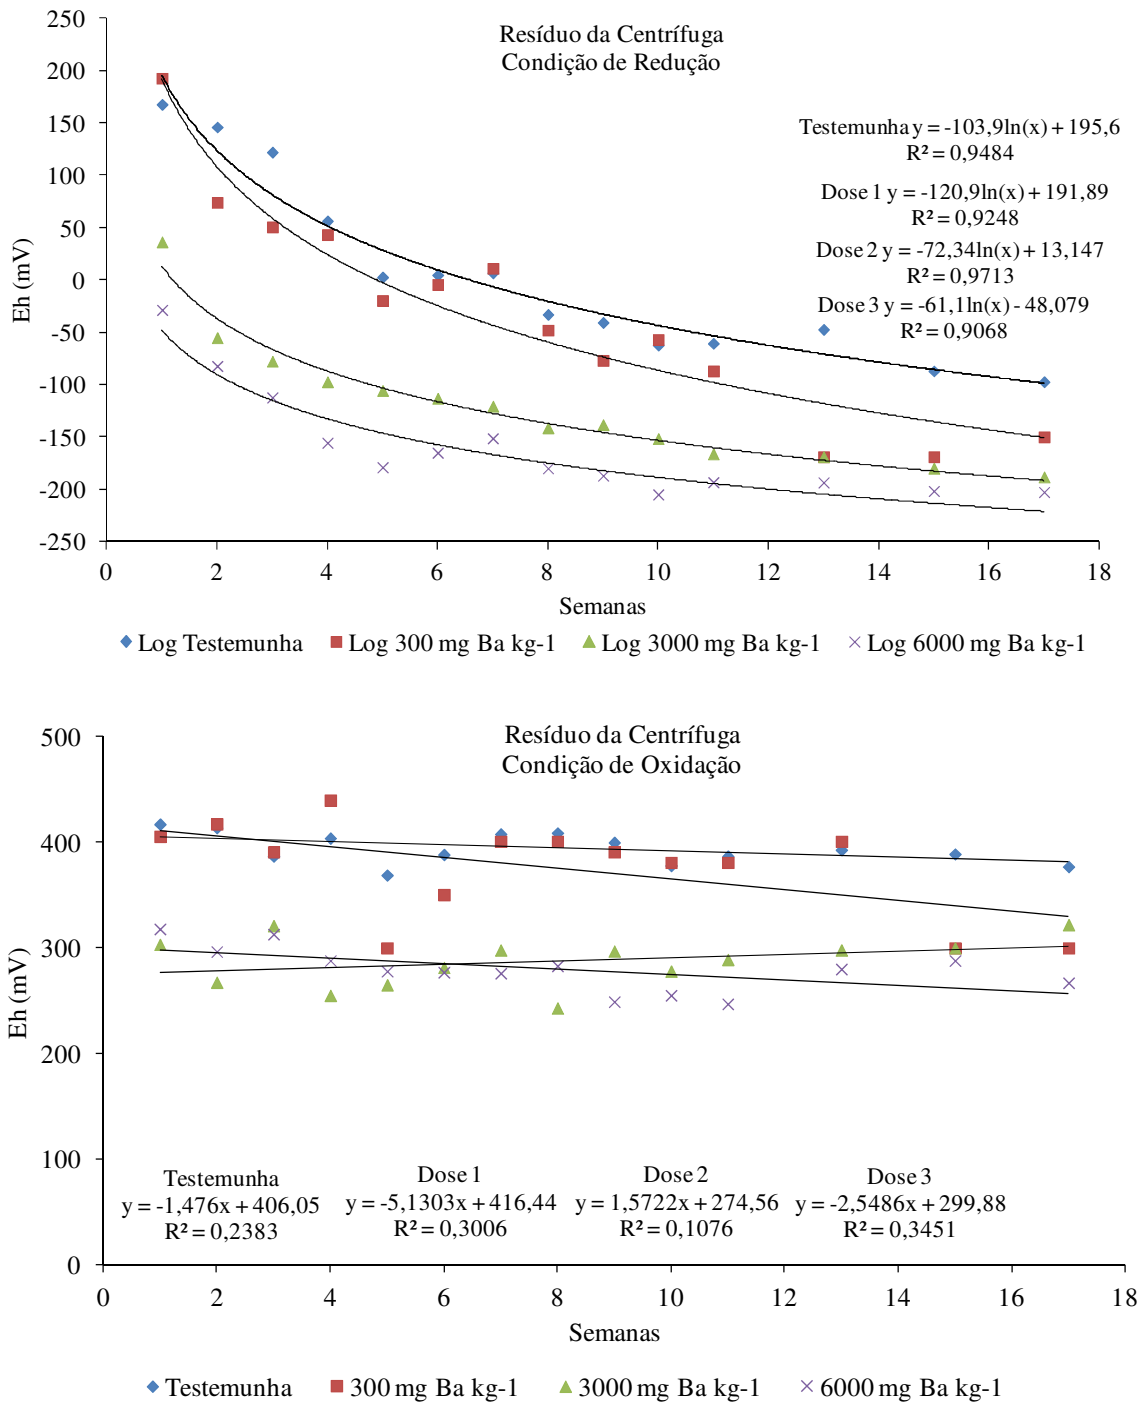 Resíduo da Centrífuga
Condição de Redução
250
200
150
100
50
0
-50
-100
-150
-200
-250
Eh (mV)
Testemunha y = -103,9ln(x) + 195,6
R² = 0,9484
Dose 1 y = -120,9ln(x) + 191,89
R² = 0,9248
Dose 2 y = -72,34ln(x) + 13,147
R² = 0,9713
Dose 3 y = -61,1ln(x) - 48,079
R² = 0,9068
0 2 4 6 8 10 12 14 16 18
Semanas
Log Testemunha Log 300 mg Ba kg-1 Log 3000 mg Ba kg-1 Log 6000 mg Ba kg-1
Resíduo da Centrífuga
Condição de Oxidação
500
400
300
200
100
0
Eh (mV)
Testemunha
y = -1,476x + 406,05
R² = 0,2383
Dose 1
y = -5,1303x + 416,44
R² = 0,3006
Dose 2
y = 1,5722x + 274,56
R² = 0,1076
Dose 3
y = -2,5486x + 299,88
R² = 0,3451
0 2 4 6 8 10 12 14 16 18
Semanas
Testemunha 300 mg Ba kg-1 3000 mg Ba kg-1 6000 mg Ba kg-1